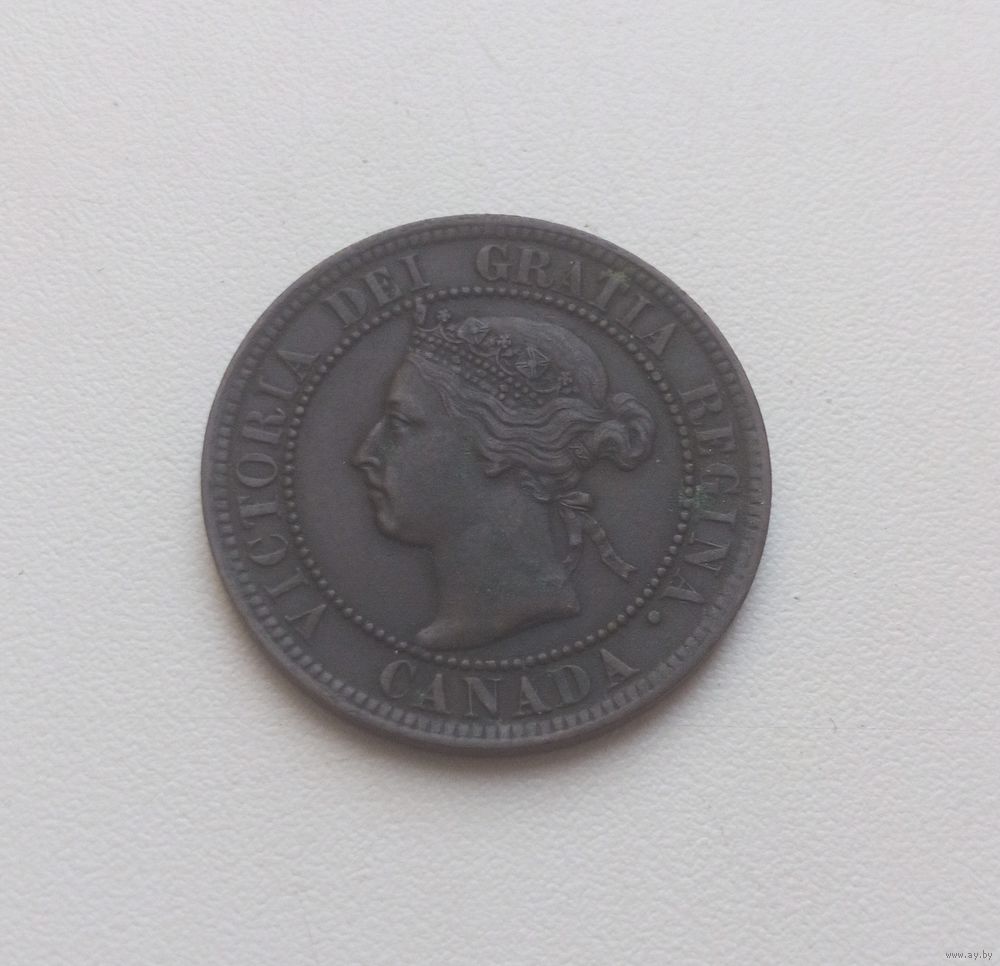 VICTORIA DEI GRATIA REGINA.
CANADA.
www.ay.by